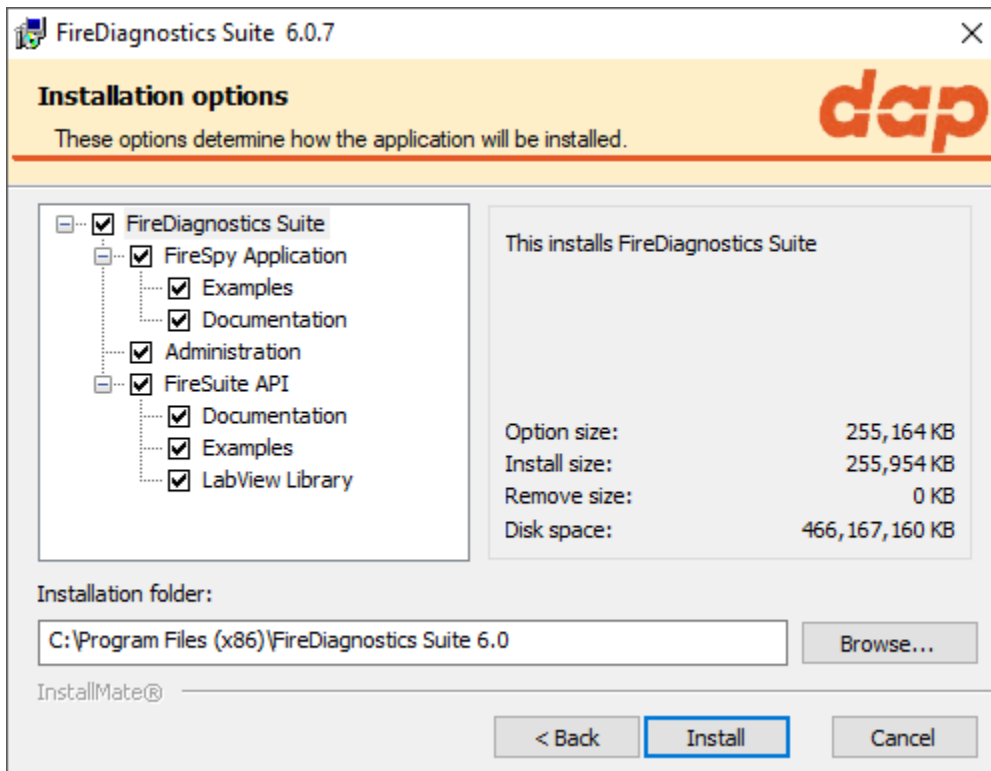 FireDiagnostics Suite 6.0.7
Installation options
These options determine how the application will be installed.
dap
FireDiagnostics Suite
FireSpy Application
Examples
Documentation
Administration
FireSuite API
Documentation
Examples
LabView Library
This installs FireDiagnostics Suite
Option size: 255,164 KB
Install size: 255,954 KB
Remove size: 0 KB
Disk space: 466,167,160 KB
Installation folder:
C:\Program Files (x86)\FireDiagnostics Suite 6.0
Browse...
InstallMate®
< Back
Install
Cancel